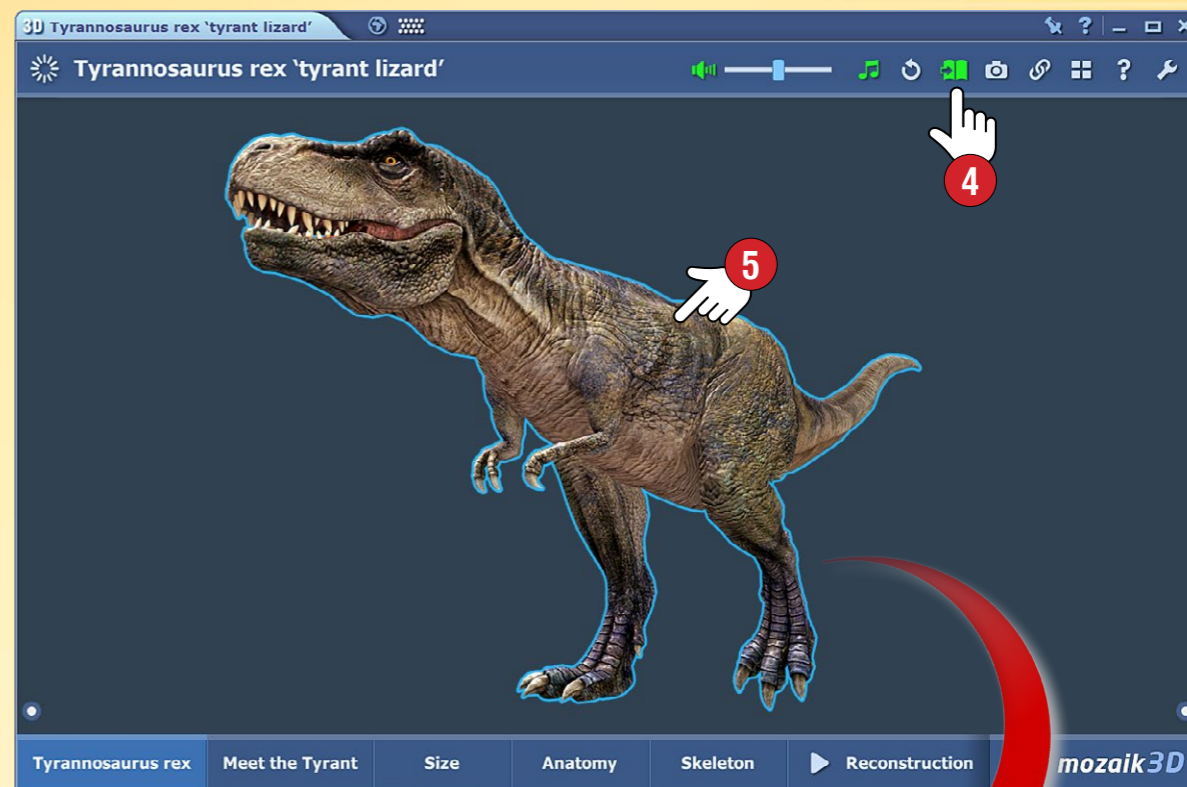 3D Tyrannosaurus rex ‘tyrant lizard’
?
Tyrannosaurus rex ‘tyrant lizard’
?
4
5
Tyrannosaurus rex Meet the Tyrant Size Anatomy Skeleton Reconstruction mozaik3D